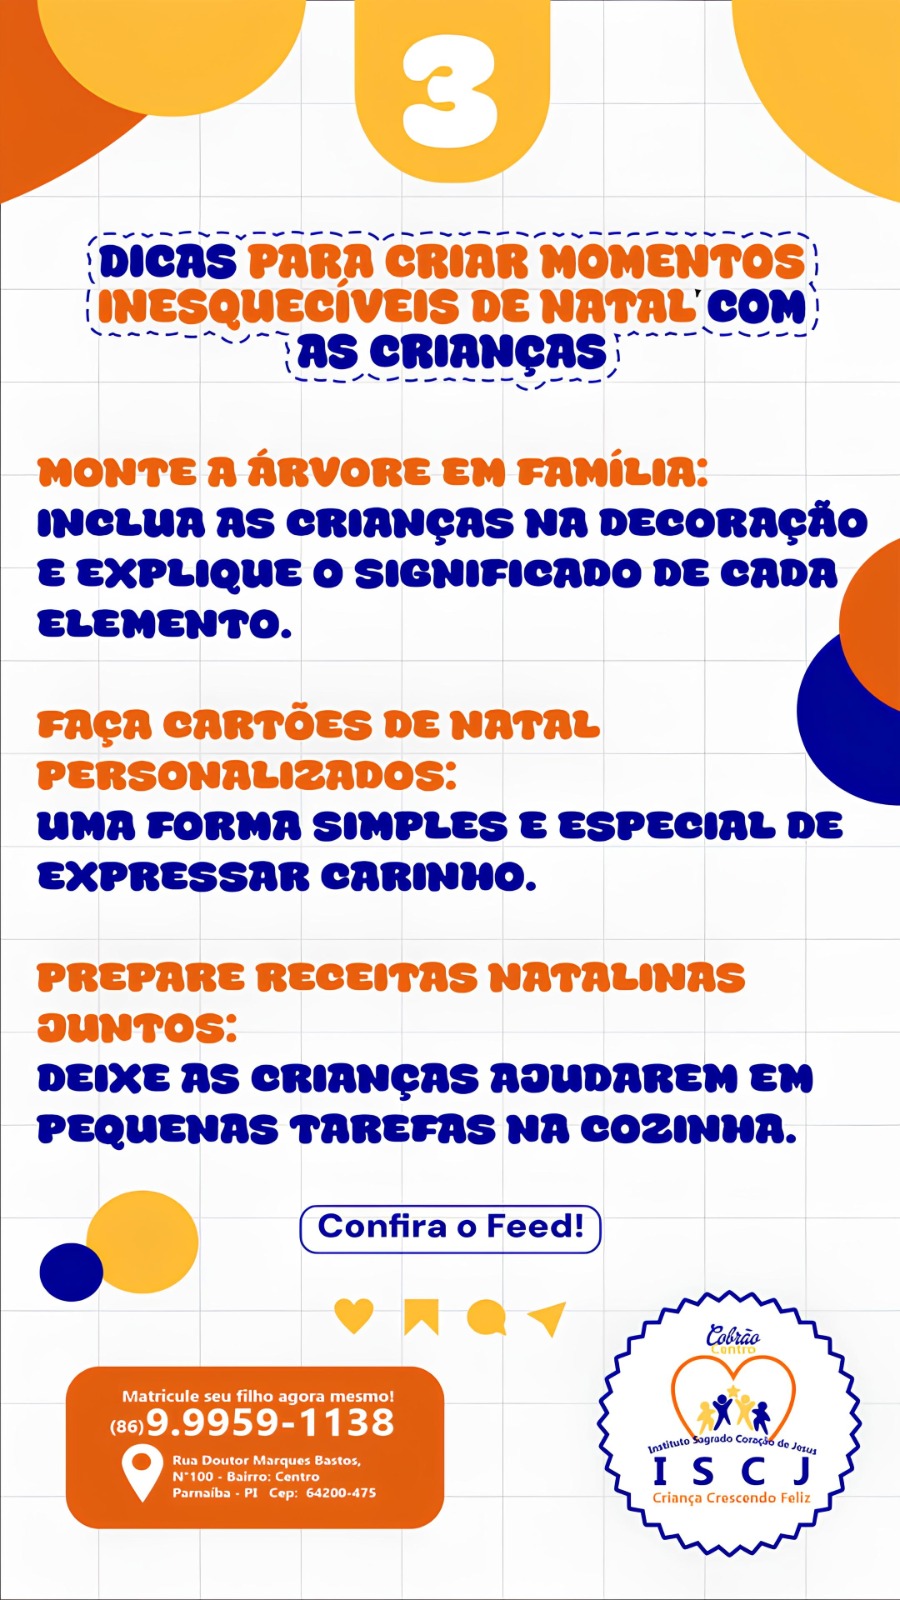 3
DICAS PARA CRIAR MOMENTOS
INESQUECÍVEIS DE NATAL COM
AS CRIANÇAS
MONTE A ÁRVORE EM FAMÍLIA:
INCLUA AS CRIANÇAS NA DECORAÇÃO
E EXPLIQUE O SIGNIFICADO DE CADA
ELEMENTO.
FAÇA CARTÕES DE NATAL
PERSONALIZADOS:
UMA FORMA SIMPLES E ESPECIAL DE
EXPRESSAR CARINHO.
PREPARE RECEITAS NATALINAS
JUNTOS:
DEIXE AS CRIANÇAS AJUDAREM EM
PEQUENAS TAREFAS NA COZINHA.
Confira o Feed!
Matricule seu filho agora mesmo!
(86)9.9959-1138
Rua Doutor Marques Bastos,
N°100 - Bairro: Centro
Parnaíba - PI Cep: 64200-475
Cobrão
Centro
Instituto Sagrado Coração de Jesus
I S C J
Criança Crescendo Feliz